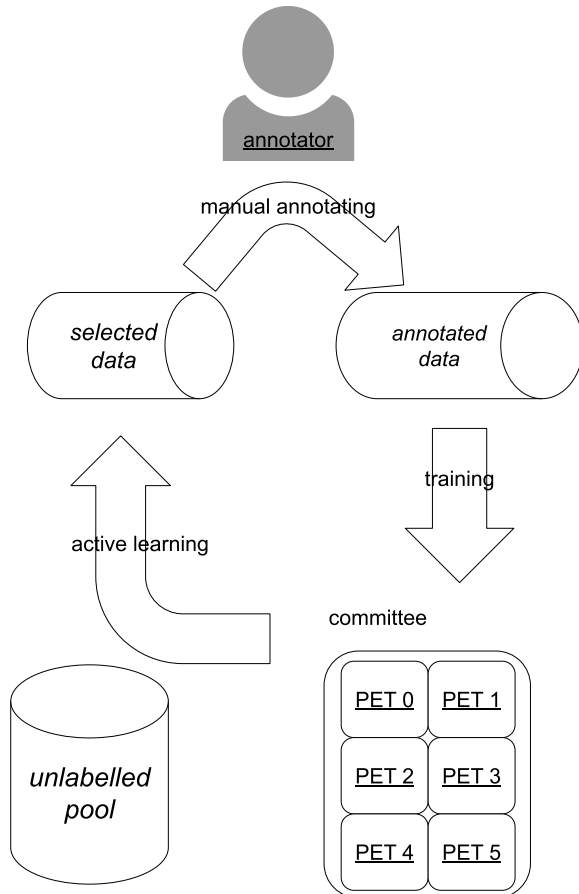 annotator
manual annotating
selected
data
annotated
data
training
active learning
committee
PET 0
PET 1
unlabelled
pool
PET 2
PET 3
PET 4
PET 5